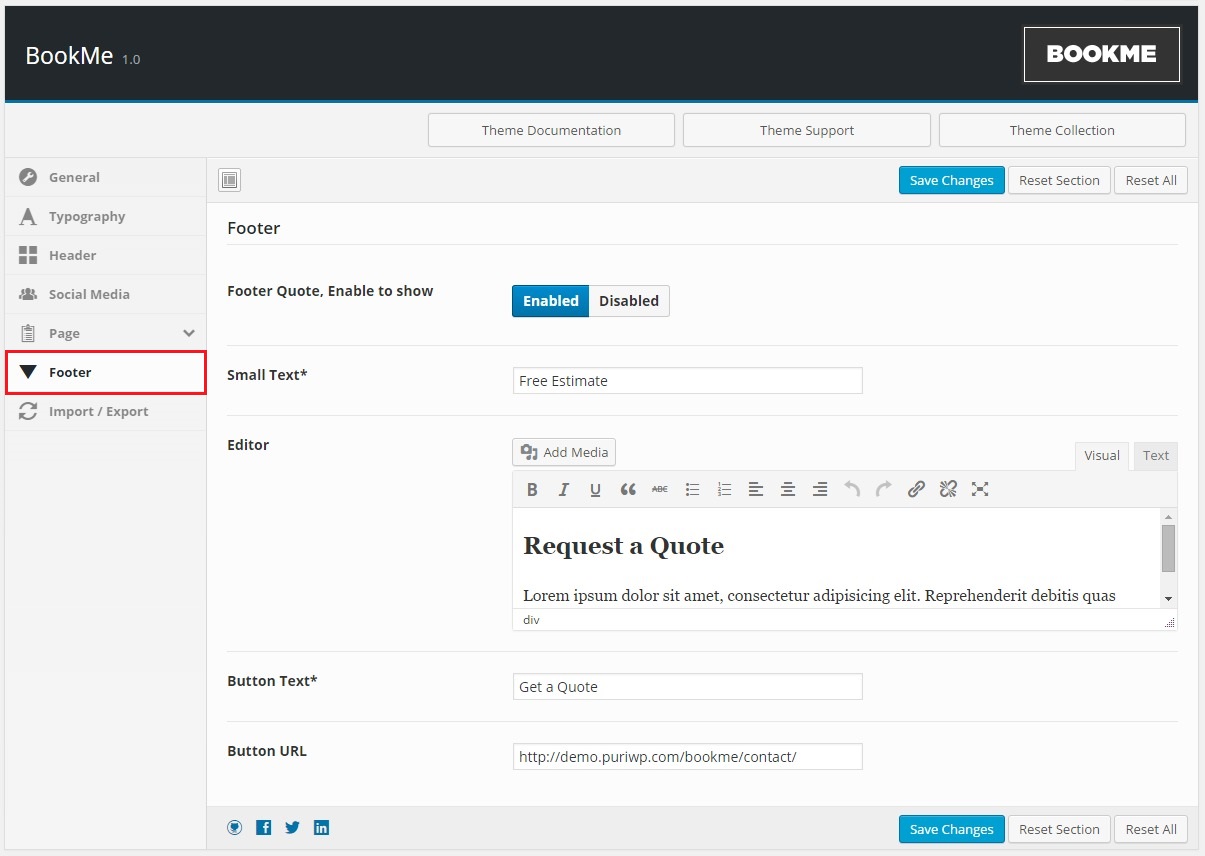 BookMe 1.0
BOOKME
Theme Documentation
Theme Support
Theme Collection
General
Typography
Header
Social Media
Page
Footer
Import / Export
Save Changes
Reset Section
Reset All
Footer
Footer Quote, Enable to show
Enabled
Disabled
Small Text*
Free Estimate
Editor
Add Media
Visual
Text
B I U ABC
Request a Quote
Lorem ipsum dolor sit amet, consectetur adipisicing elit. Reprehenderit debitis quas
div
Button Text*
Get a Quote
Button URL
http://demo.puriwp.com/bookme/contact/
Save Changes
Reset Section
Reset All